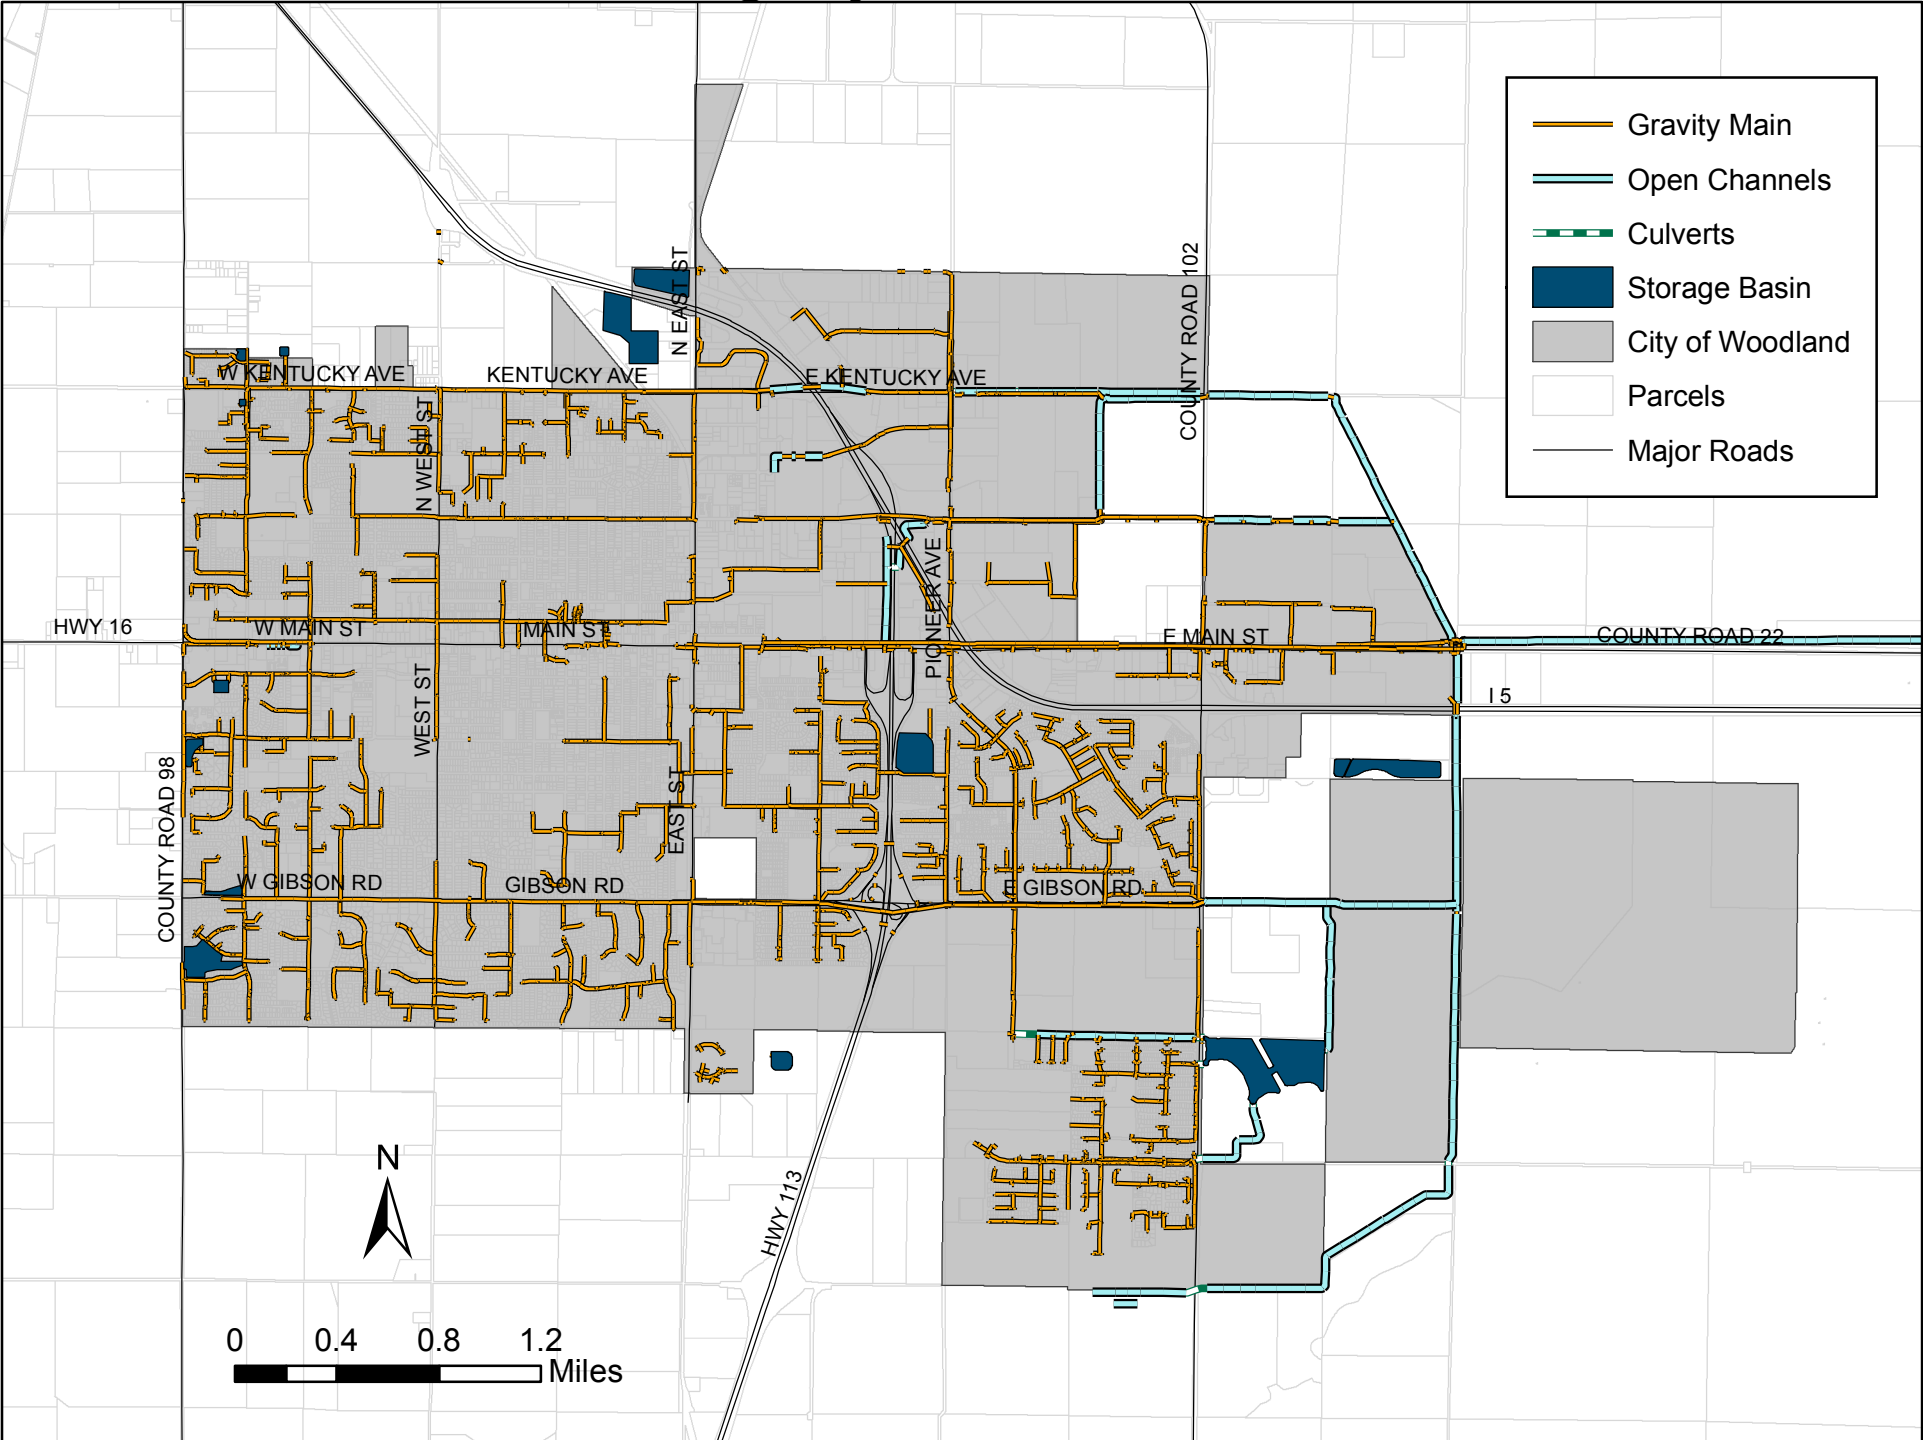 Gravity Main
Open Channels
Culverts
Storage Basin
City of Woodland
Parcels
Major Roads
N EAST ST
COUNTY ROAD 102
W KENTUCKY AVE
KENTUCKY AVE
E KENTUCKY AVE
N WEST ST
PIONEER AVE
HWY 16
W MAIN ST
MAIN ST
E MAIN ST
COUNTY ROAD 22
WEST ST
I 5
COUNTY ROAD 98
EAST ST
W GIBSON RD
GIBSON RD
E GIBSON RD
N
HWY 113
0 0.4 0.8 1.2
Miles